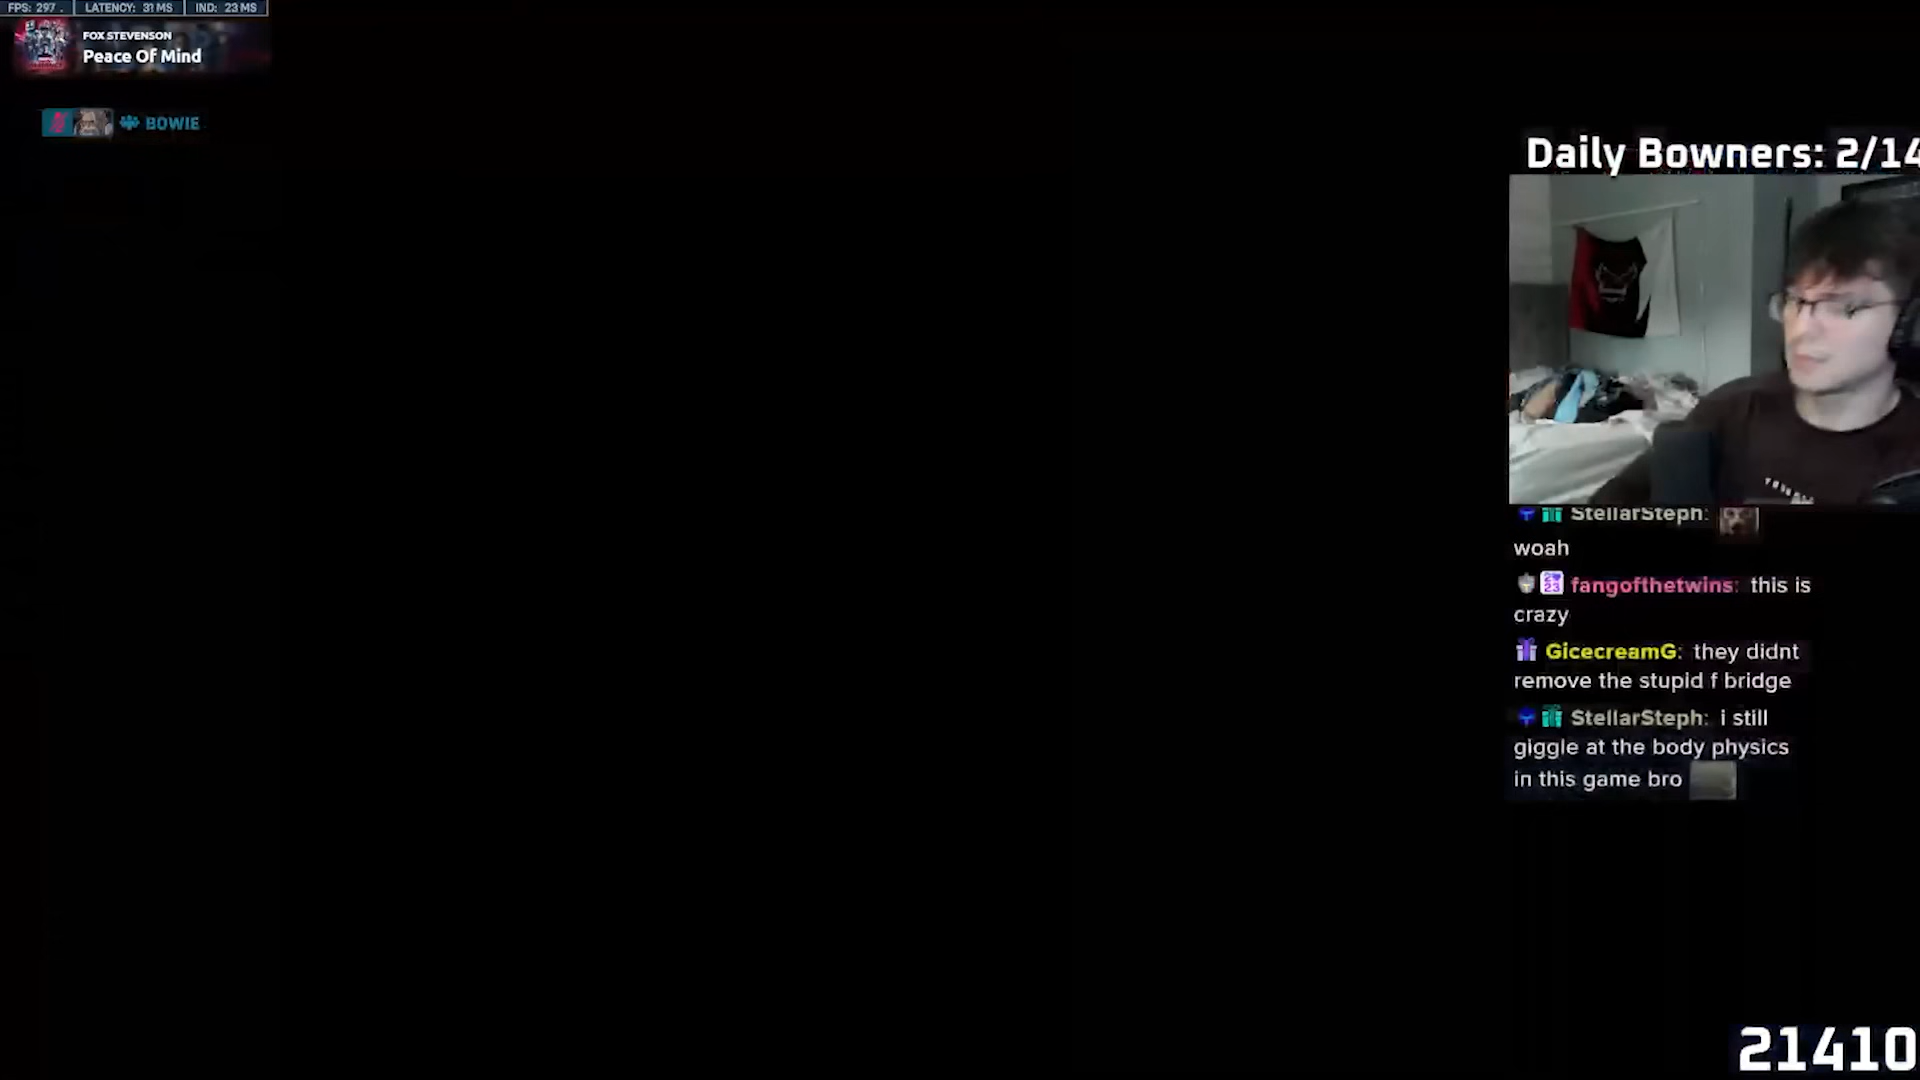 FPS: 297 LATENCY: 31 MS IND: 23 MS
FOX STEVENSON
Peace Of Mind
BOWIE
Daily Bowners: 2/14
StellarSteph:
woah
fangofthetwins: this is
crazy
GicecreamG: they didnt
remove the stupid f bridge
StellarSteph: i still
giggle at the body physics
in this game bro
21410